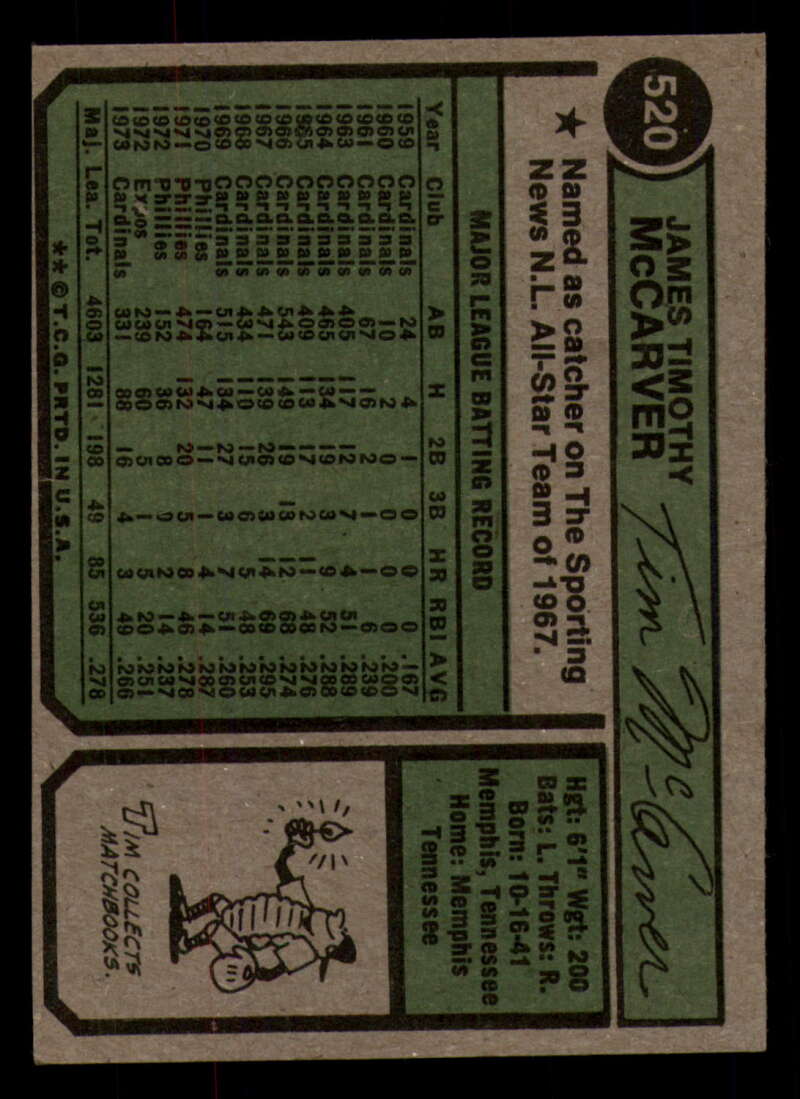 520
JAMES TIMOTHY
McCARVER
Tim McCarver
★ Named as catcher on The Sporting
News N.L. All-Star Team of 1967.
MAJOR LEAGUE BATTING RECORD
Year Club AB H 2B 3B HR RBI AVG
1959 Cardinals 24 4 1 0 0 0 .167
1960 Cardinals 10 2 0 0 0 0 .200
1961 Cardinals 67 16 2 1 1 6 .239
1963 Cardinals 405 117 12 7 4 51 .289
1964 Cardinals 465 134 19 3 9 52 .288
1965 Cardinals 409 113 17 2 11 48 .276
1966 Cardinals 543 149 19 13 12 68 .274
1967 Cardinals 471 139 26 3 14 69 .295
1968 Cardinals 434 110 15 6 5 48 .253
1969 Cardinals 515 134 27 3 7 51 .260
1970 Phillies 164 47 11 1 4 14 .287
1971 Phillies 474 132 20 5 8 46 .278
1972 Phillies 152 36 8 0 2 14 .237
1972 Expos 239 60 5 1 5 20 .251
1973 Cardinals 331 88 16 4 3 49 .266
Maj. Lea. Tot. 4603 1281 198 49 85 536 .278
**©T.C.G. PRTD. IN U.S.A.
Hgt: 6'1" Wgt: 200
Bats: L. Throws: R.
Born: 10-16-41
Memphis, Tennessee
Home: Memphis
Tennessee
TIM COLLECTS
MATCHBOOKS.